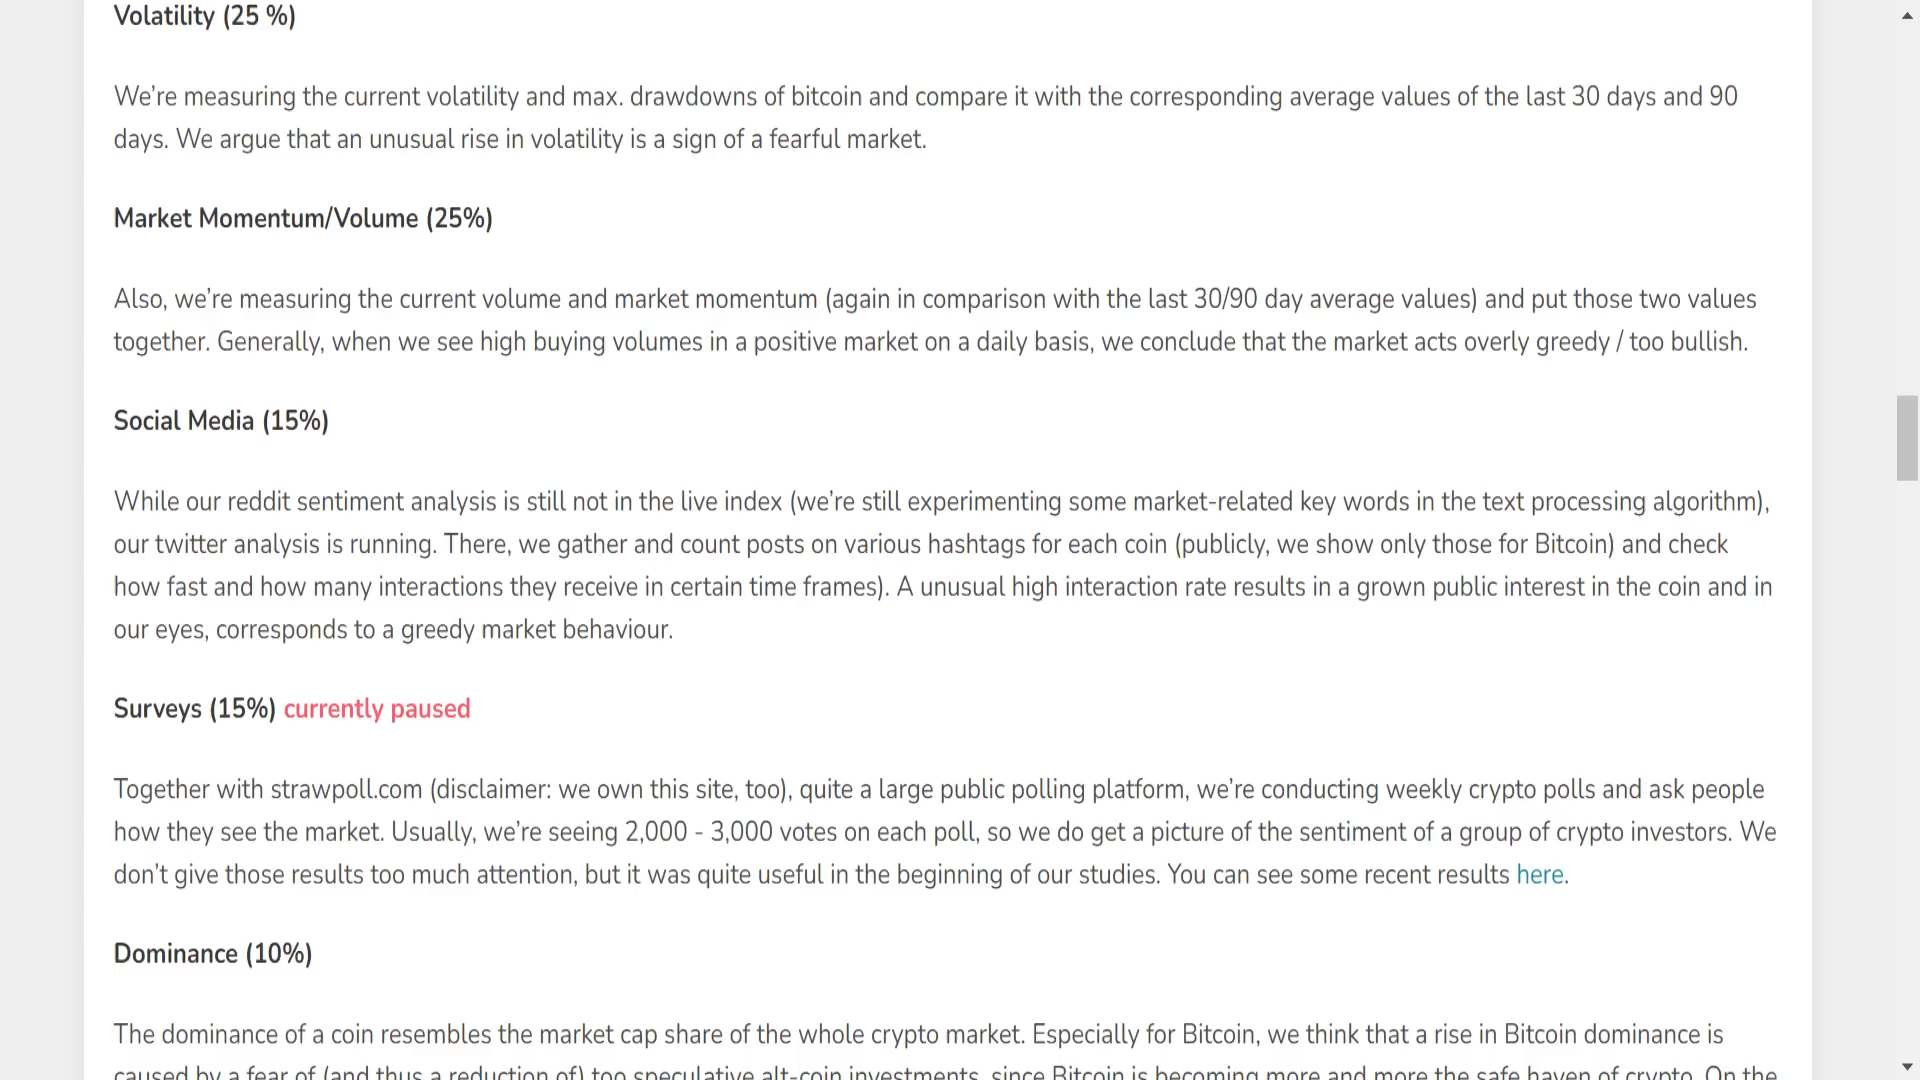 Volatility (25 %)
We’re measuring the current volatility and max. drawdowns of bitcoin and compare it with the corresponding average values of the last 30 days and 90
days. We argue that an unusual rise in volatility is a sign of a fearful market.
Market Momentum/Volume (25%)
Also, we’re measuring the current volume and market momentum (again in comparison with the last 30/90 day average values) and put those two values
together. Generally, when we see high buying volumes in a positive market on a daily basis, we conclude that the market acts overly greedy / too bullish.
Social Media (15%)
While our reddit sentiment analysis is still not in the live index (we’re still experimenting some market-related key words in the text processing algorithm),
our twitter analysis is running. There, we gather and count posts on various hashtags for each coin (publicly, we show only those for Bitcoin) and check
how fast and how many interactions they receive in certain time frames). A unusual high interaction rate results in a grown public interest in the coin and in
our eyes, corresponds to a greedy market behaviour.
Surveys (15%) currently paused
Together with strawpoll.com (disclaimer: we own this site, too), quite a large public polling platform, we’re conducting weekly crypto polls and ask people
how they see the market. Usually, we’re seeing 2,000 - 3,000 votes on each poll, so we do get a picture of the sentiment of a group of crypto investors. We
don’t give those results too much attention, but it was quite useful in the beginning of our studies. You can see some recent results here.
Dominance (10%)
The dominance of a coin resembles the market cap share of the whole crypto market. Especially for Bitcoin, we think that a rise in Bitcoin dominance is
caused by a fear of (and thus a reduction of) too speculative alt-coin investments, since Bitcoin is becoming more and more the safe haven of crypto. On the